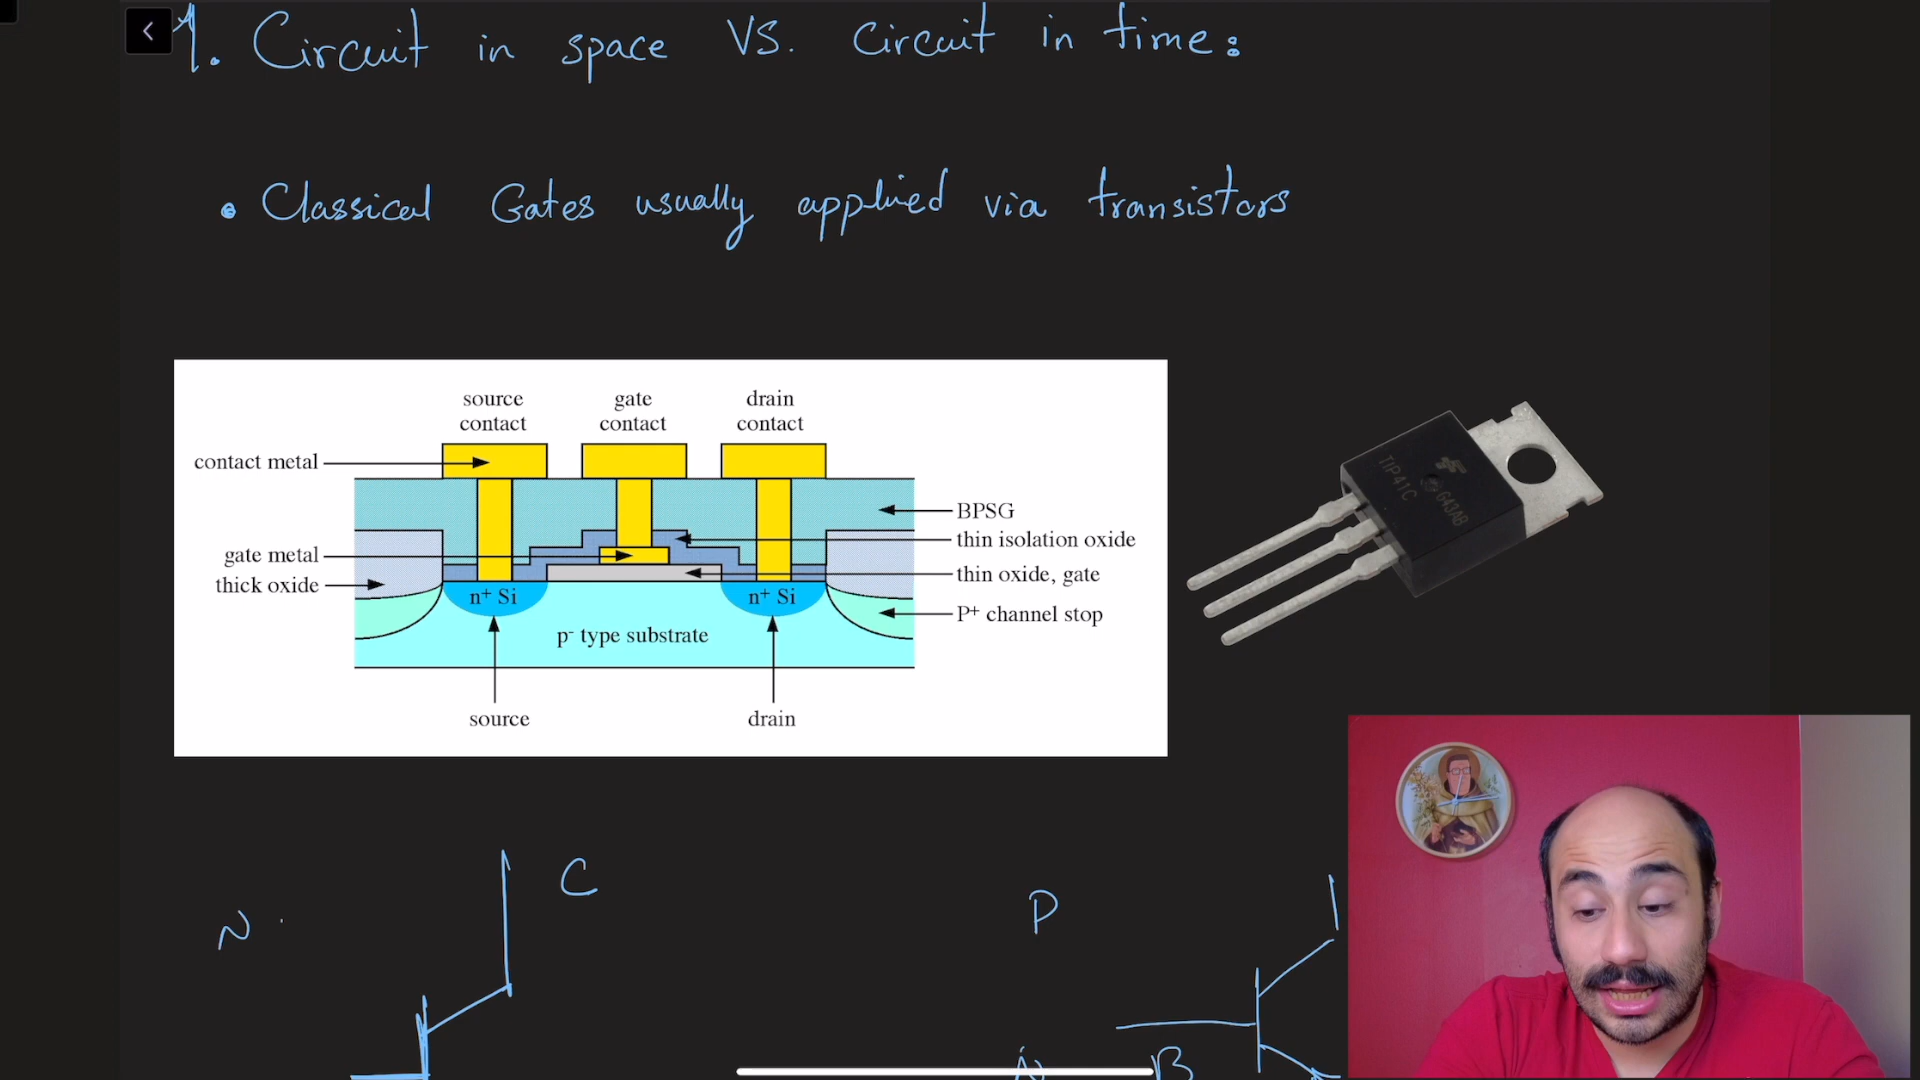 1. Circuit in space VS. Circuit in time:
• Classical Gates usually applied via transistors
source contact
gate contact
drain contact
contact metal
BPSG
gate metal
thin isolation oxide
thick oxide
thin oxide, gate
n+ Si
n+ Si
P+ channel stop
p- type substrate
source
drain
TIP41C
G43AB
N
C
P
N
B